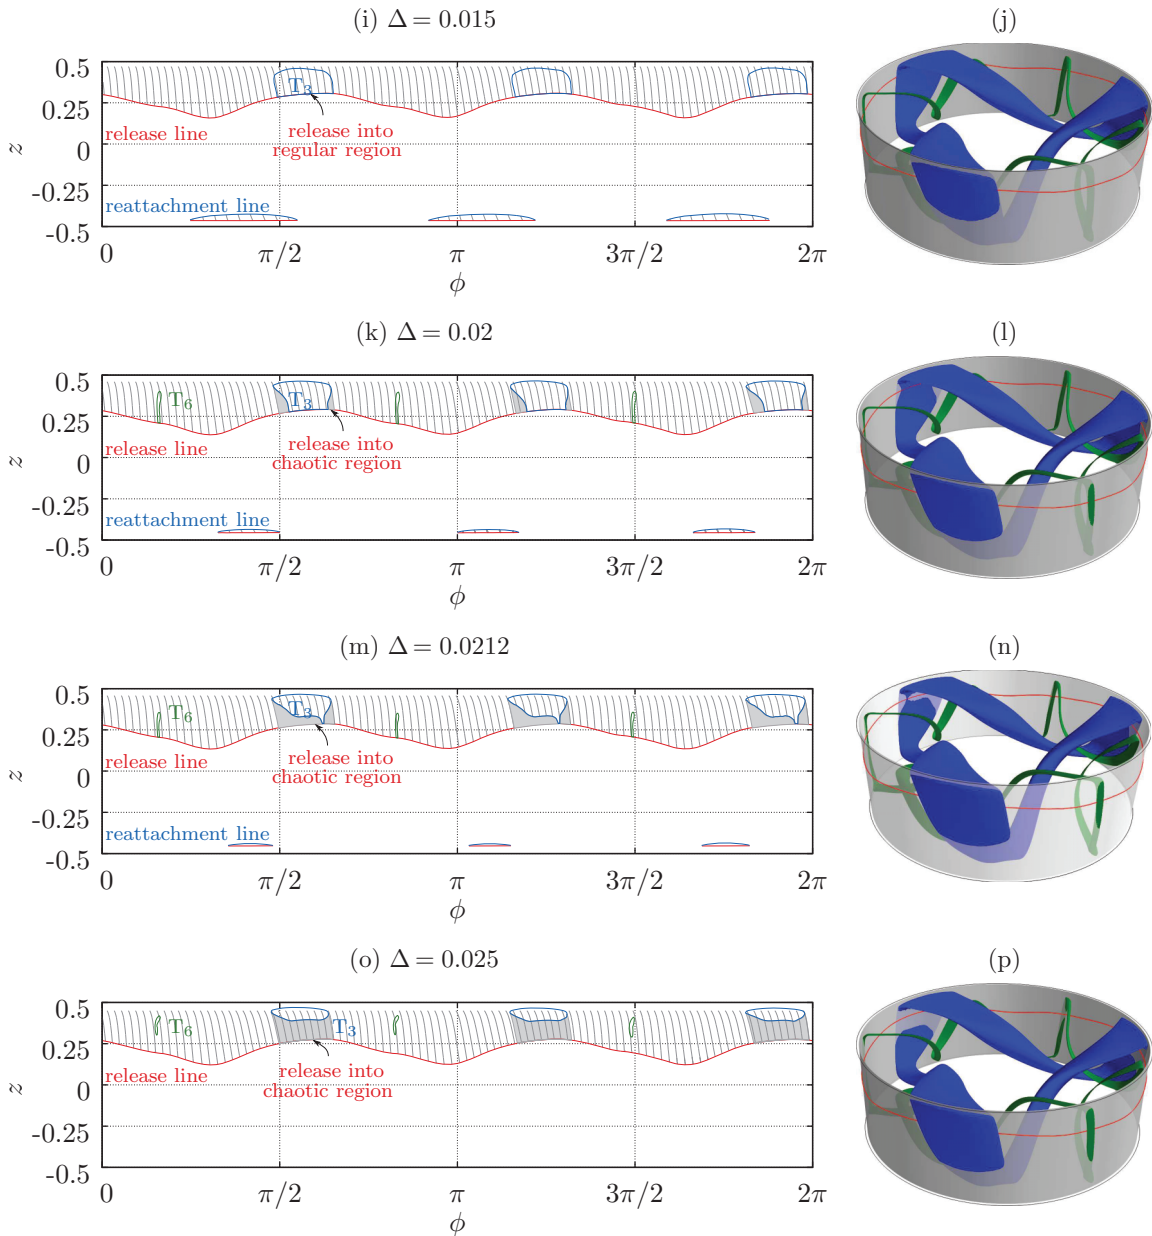 (i) Δ = 0.015
(j)
0.5
0.25
0
-0.25
-0.5
z
T3
release line
release into
regular region
reattachment line
0
π/2
π
3π/2
2π
ϕ
(k) Δ = 0.02
(l)
0.5
0.25
0
-0.25
-0.5
z
T6
T3
release line
release into
chaotic region
reattachment line
0
π/2
π
3π/2
2π
ϕ
(m) Δ = 0.0212
(n)
0.5
0.25
0
-0.25
-0.5
z
T6
T3
release line
release into
chaotic region
reattachment line
0
π/2
π
3π/2
2π
ϕ
(o) Δ = 0.025
(p)
0.5
0.25
0
-0.25
-0.5
z
T6
T3
release line
release into
chaotic region
0
π/2
π
3π/2
2π
ϕ